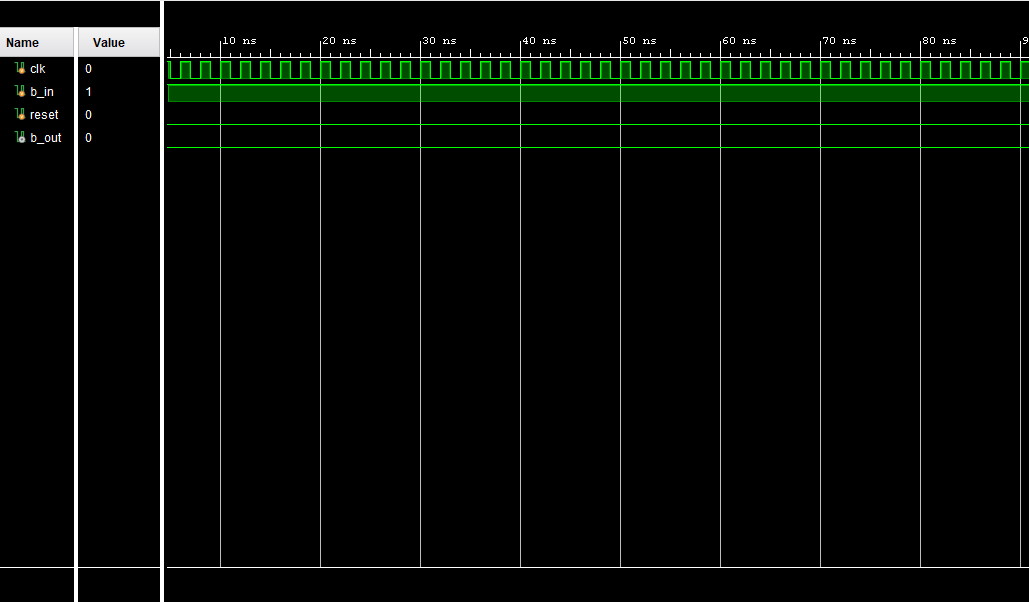 Name Value
10 ns 20 ns 30 ns 40 ns 50 ns 60 ns 70 ns 80 ns 9
clk 0
b_in 1
reset 0
b_out 0